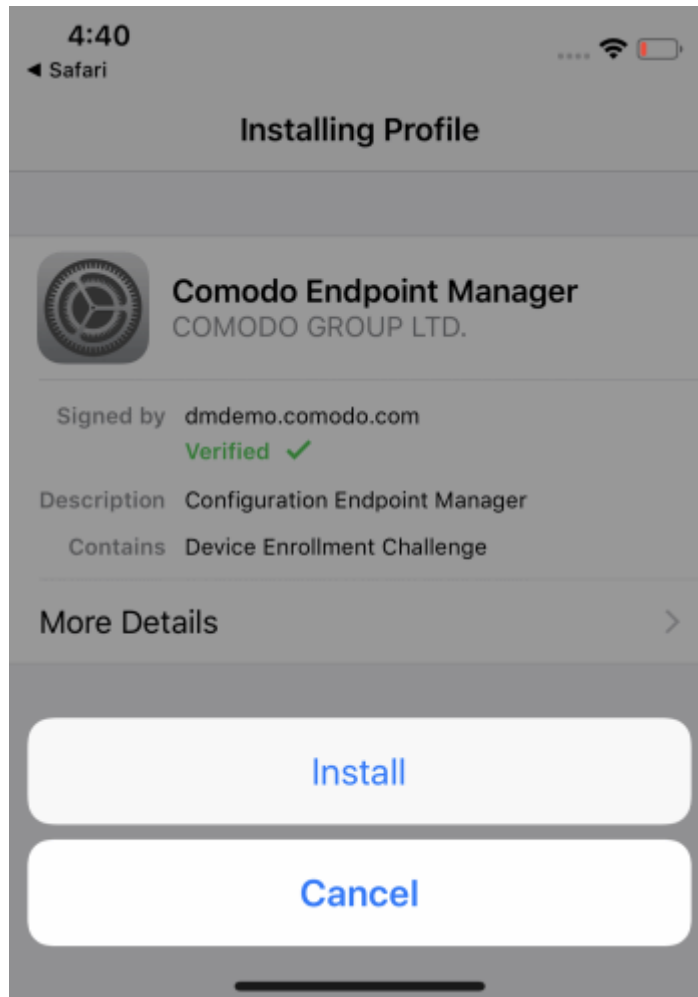 4:40
◀ Safari
Installing Profile
Comodo Endpoint Manager
COMODO GROUP LTD.
Signed by dmdemo.comodo.com
Verified ✓
Description Configuration Endpoint Manager
Contains Device Enrollment Challenge
More Details
Install
Cancel